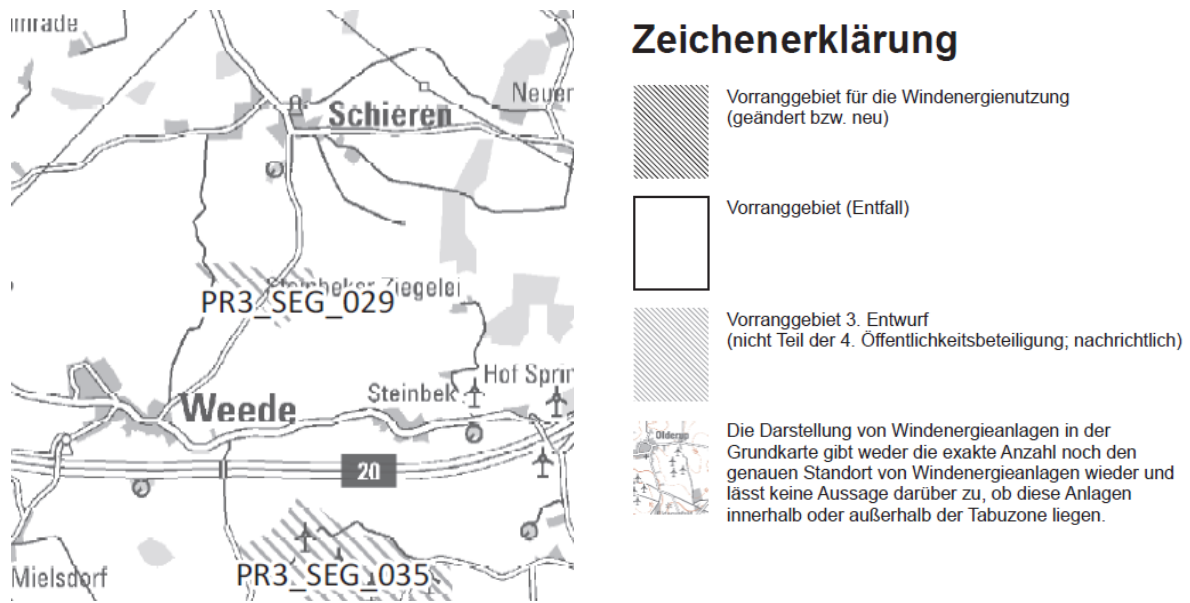 Schieren
Steinbeker Ziegelei
PR3_SEG_029
Hof Sprin
Steinbek
Weede
20
Mielsdorf
PR3_SEG_035
Zeichenerklärung
Vorranggebiet für die Windenergienutzung
(geändert bzw. neu)
Vorranggebiet (Entfall)
Vorranggebiet 3. Entwurf
(nicht Teil der 4. Öffentlichkeitsbeteiligung; nachrichtlich)
Olderup
Die Darstellung von Windenergieanlagen in der
Grundkarte gibt weder die exakte Anzahl noch den
genauen Standort von Windenergieanlagen wieder und
lässt keine Aussage darüber zu, ob diese Anlagen
innerhalb oder außerhalb der Tabuzone liegen.